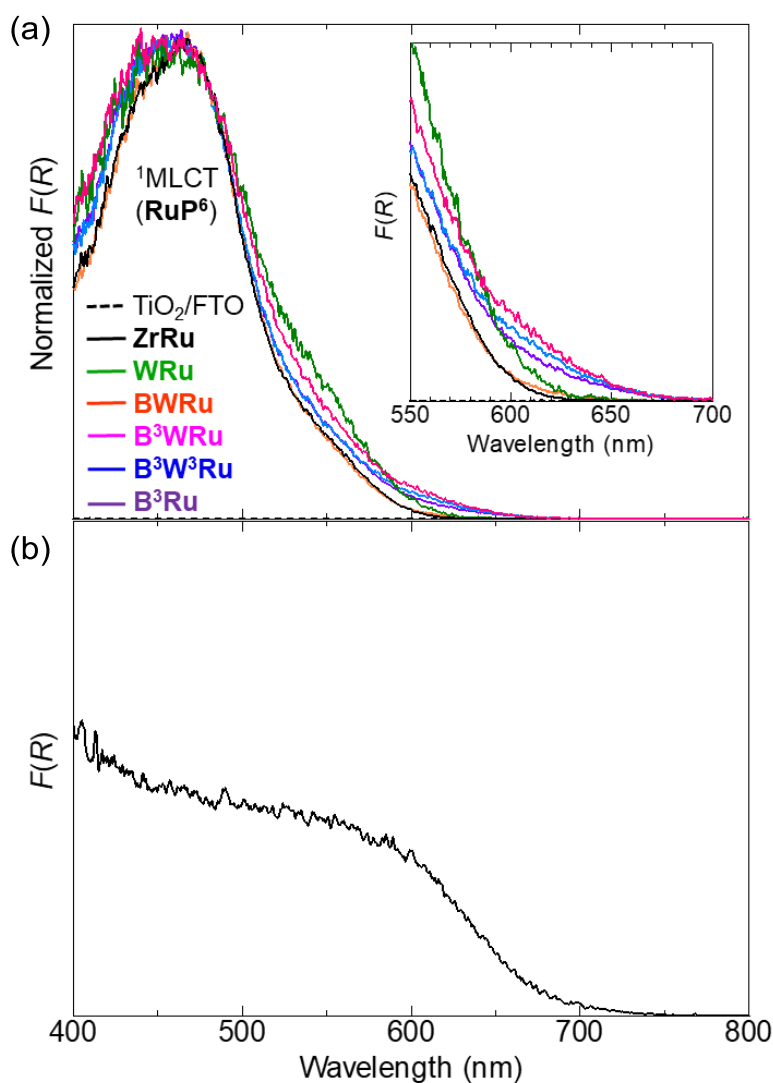 (a)
Normalized F(R)
¹MLCT
(RuP⁶)
TiO₂/FTO
ZrRu
WRu
BWRu
B³WRu
B³W³Ru
B³Ru
F(R)
550 600 650 700
Wavelength (nm)
(b)
F(R)
400 500 600 700 800
Wavelength (nm)